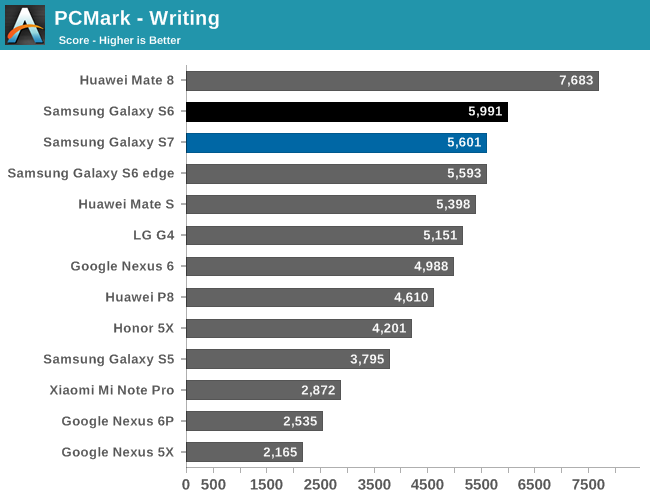 PCMark - Writing
Score - Higher is Better
Huawei Mate 8 7,683
Samsung Galaxy S6 5,991
Samsung Galaxy S7 5,601
Samsung Galaxy S6 edge 5,593
Huawei Mate S 5,398
LG G4 5,151
Google Nexus 6 4,988
Huawei P8 4,610
Honor 5X 4,201
Samsung Galaxy S5 3,795
Xiaomi Mi Note Pro 2,872
Google Nexus 6P 2,535
Google Nexus 5X 2,165
0 500 1500 2500 3500 4500 5500 6500 7500